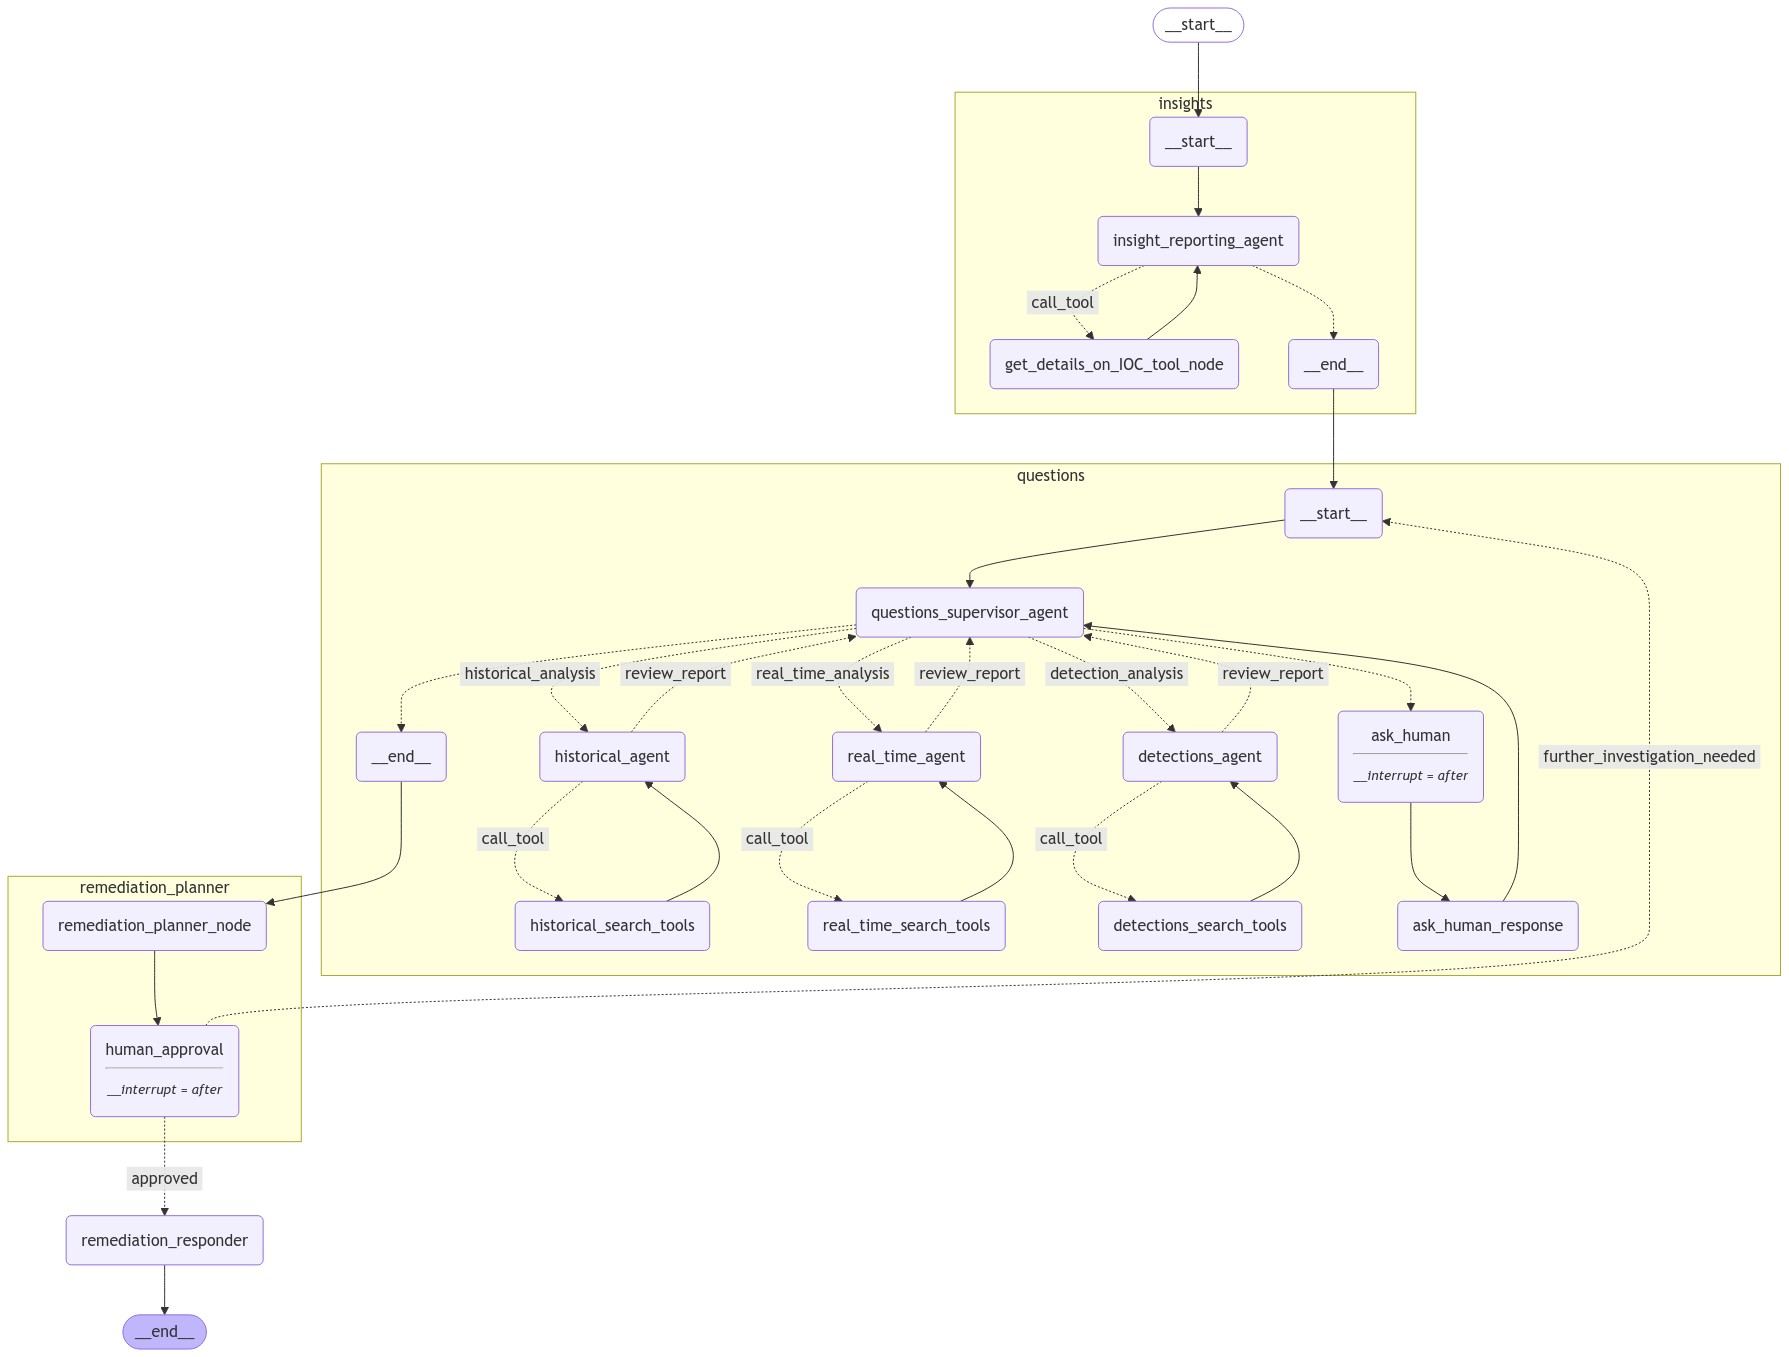 __start__
insights
__start__
insight_reporting_agent
call_tool
get_details_on_IOC_tool_node
__end__
questions
__start__
questions_supervisor_agent
historical_analysis
review_report
real_time_analysis
review_report
detection_analysis
review_report
__end__
historical_agent
real_time_agent
detections_agent
ask_human
__interrupt = after
further_investigation_needed
call_tool
call_tool
call_tool
historical_search_tools
real_time_search_tools
detections_search_tools
ask_human_response
remediation_planner
remediation_planner_node
human_approval
__interrupt = after
approved
remediation_responder
__end__